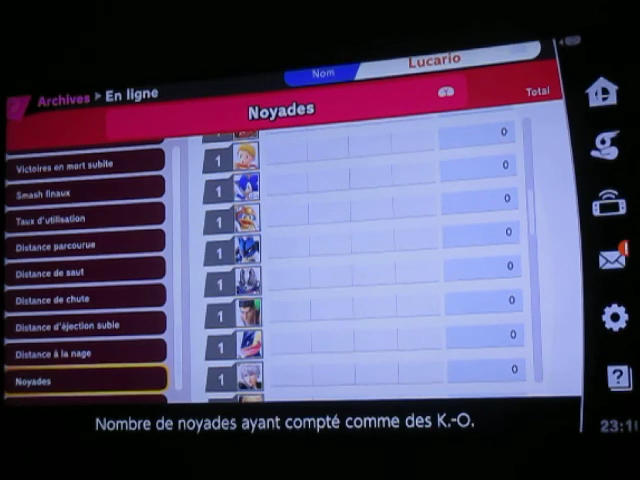 Nom
Lucario
Archives ▸ En ligne
Noyades
Total
Victoires en mort subite
Smash finaux
Taux d'utilisation
Distance parcourue
Distance de saut
Distance de chute
Distance d'éjection subie
Distance à la nage
Noyades
0
1 0
1 0
1 0
1 0
1 0
1 0
1 0
1 0
Nombre de noyades ayant compté comme des K.-O.
?